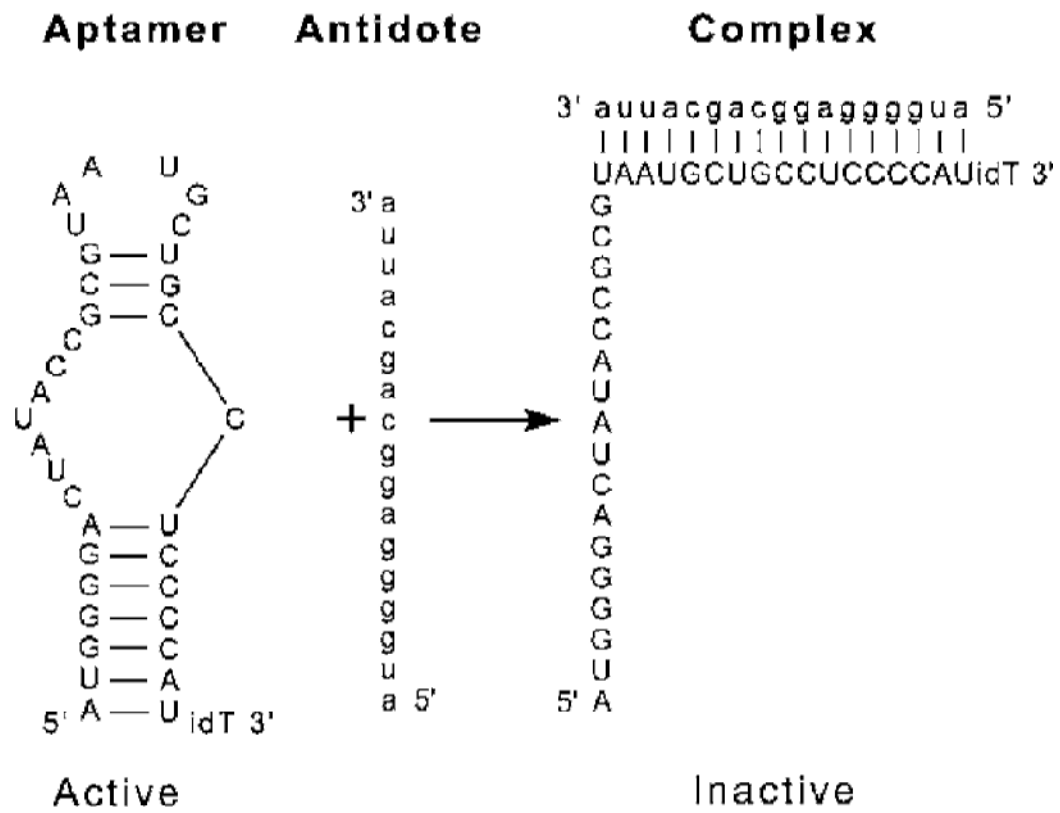 Aptamer
Antidote
Complex
A U
A G
U C
G U
C G
G C
C
C
A
U C
A
U
C
A U
G C
G C
G C
G C
U A
5' A U idT 3'
Active
3' a
u
u
a
c
g
a
+ c
g
g
a
g
g
g
g
u
a 5'
3' auuacgacggaggggua 5'
UAAUGCUGCCUCCCCAUidT 3'
G
C
G
C
C
A
U
A
U
C
A
G
G
G
G
U
5' A
Inactive